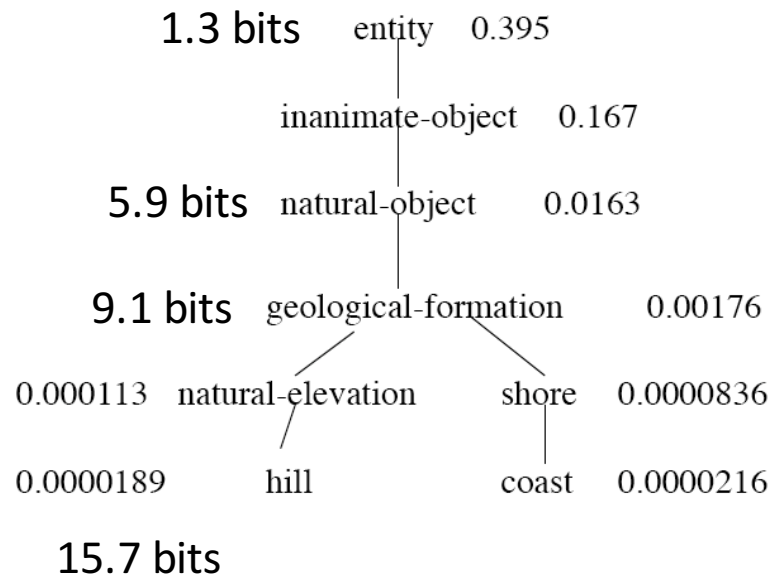 1.3 bits entity 0.395
inanimate-object 0.167
5.9 bits natural-object 0.0163
9.1 bits geological-formation 0.00176
0.000113 natural-elevation shore 0.0000836
0.0000189 hill coast 0.0000216
15.7 bits